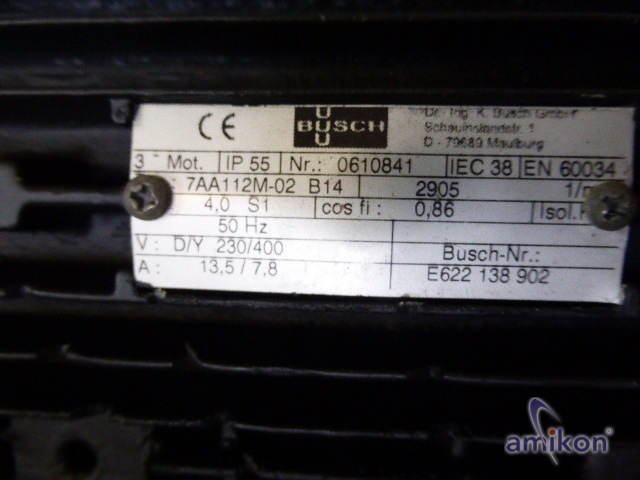 CE
BUSCH
Dr.-Ing. K. Busch GmbH
Schauinslandstr. 1
D - 79689 Maulburg
3 Mot. IP 55 Nr.: 0610841 IEC 38 EN 60034
7AA112M-02 B14 2905 1/
4,0 S1 cos fi : 0,86 Isol.
50 Hz
V : D/Y 230/400 Busch-Nr.:
A : 13,5 / 7,8 E622 138 902
amikon